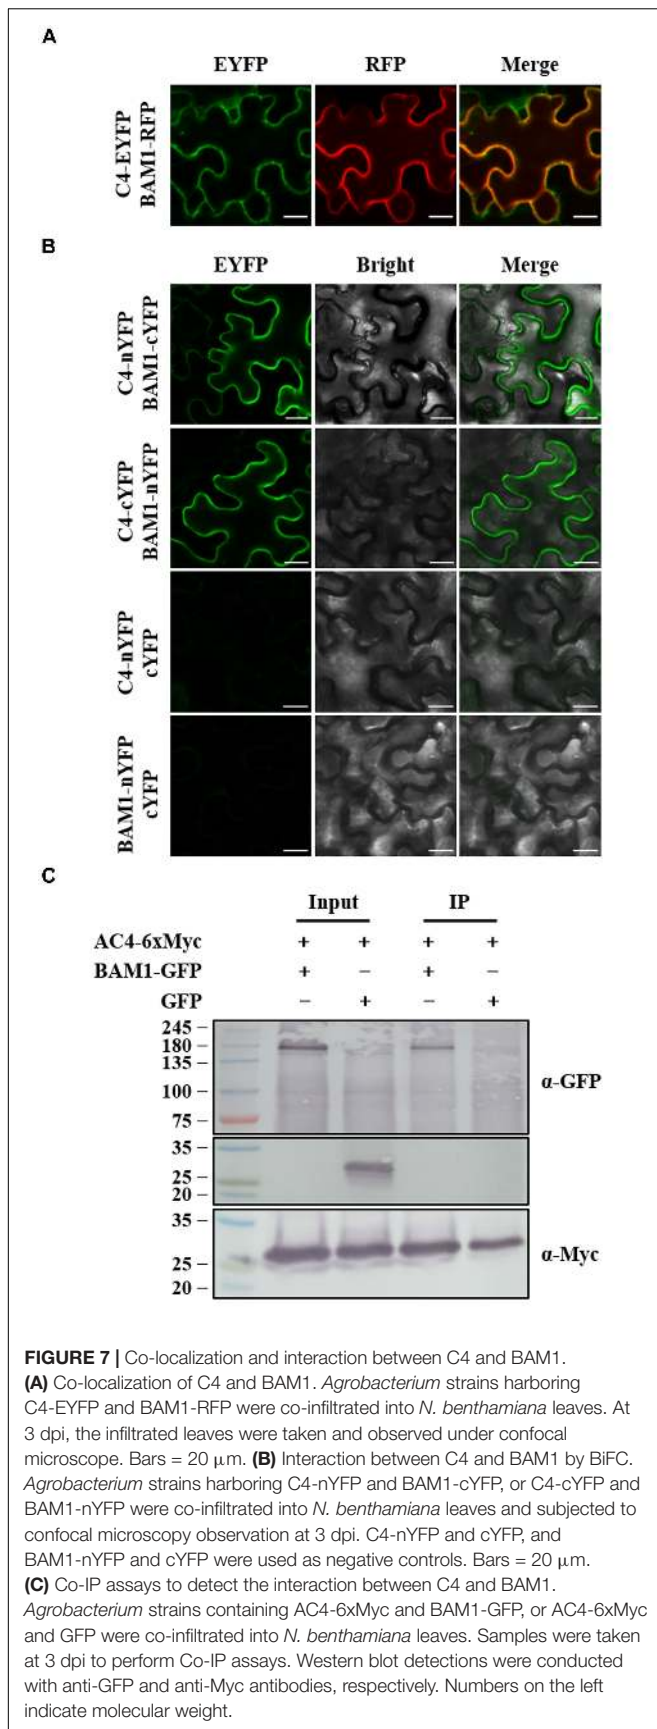 A
EYFP RFP Merge
C4-EYFP
BAM1-RFP
B
EYFP Bright Merge
C4-nYFP
BAM1-cYFP
C4-cYFP
BAM1-nYFP
C4-nYFP
cYFP
BAM1-nYFP
cYFP
C
Input IP
AC4-6xMyc + + + +
BAM1-GFP + − + −
GFP − + − +
245 –
180 –
135 –
100 –
75 –
α-GFP
35 –
25 –
20 –
35 –
25 –
20 –
α-Myc
FIGURE 7 | Co-localization and interaction between C4 and BAM1.
(A) Co-localization of C4 and BAM1. Agrobacterium strains harboring
C4-EYFP and BAM1-RFP were co-infiltrated into N. benthamiana leaves. At
3 dpi, the infiltrated leaves were taken and observed under confocal
microscope. Bars = 20 μm. (B) Interaction between C4 and BAM1 by BiFC.
Agrobacterium strains harboring C4-nYFP and BAM1-cYFP, or C4-cYFP and
BAM1-nYFP were co-infiltrated into N. benthamiana leaves and subjected to
confocal microscopy observation at 3 dpi. C4-nYFP and cYFP, and
BAM1-nYFP and cYFP were used as negative controls. Bars = 20 μm.
(C) Co-IP assays to detect the interaction between C4 and BAM1.
Agrobacterium strains containing AC4-6xMyc and BAM1-GFP, or AC4-6xMyc
and GFP were co-infiltrated into N. benthamiana leaves. Samples were taken
at 3 dpi to perform Co-IP assays. Western blot detections were conducted
with anti-GFP and anti-Myc antibodies, respectively. Numbers on the left
indicate molecular weight.